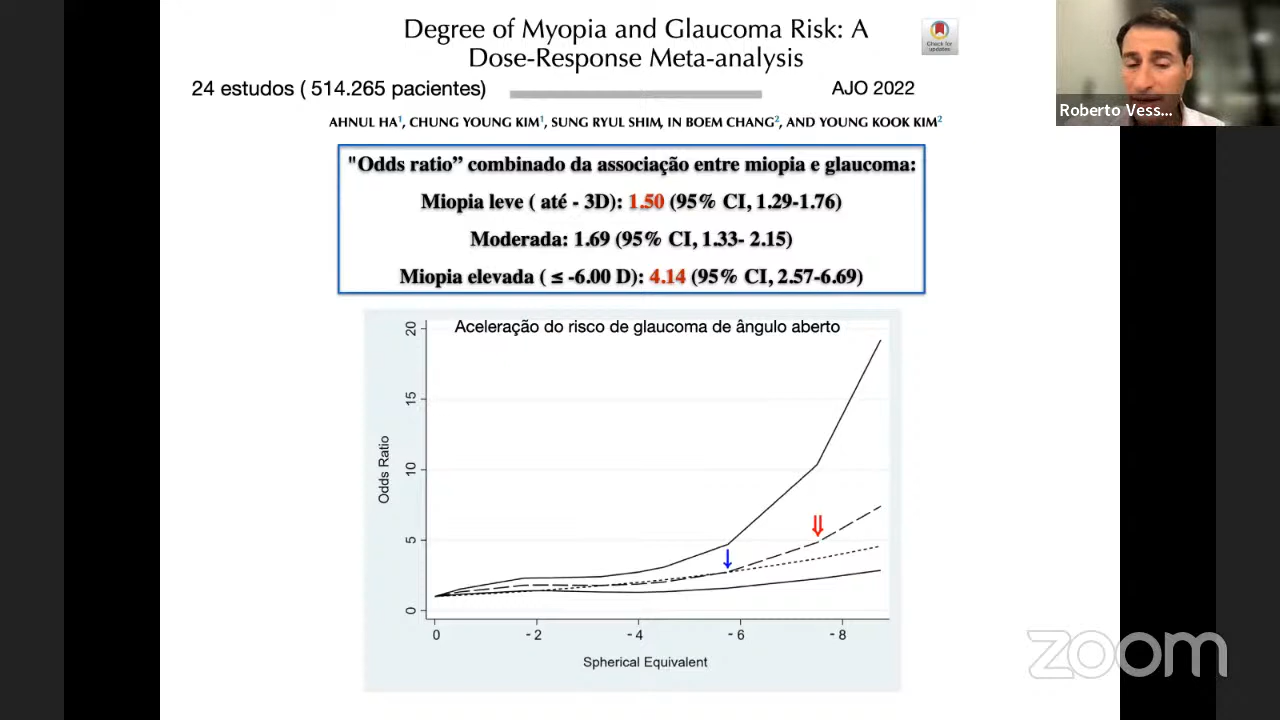 Degree of Myopia and Glaucoma Risk: A
Dose-Response Meta-analysis
Check for
updates
24 estudos ( 514.265 pacientes)
AJO 2022
AHNUL HA1, CHUNG YOUNG KIM1, SUNG RYUL SHIM, IN BOEM CHANG2, AND YOUNG KOOK KIM2
Roberto Vess...
"Odds ratio” combinado da associação entre miopia e glaucoma:
Miopia leve ( até - 3D): 1.50 (95% CI, 1.29-1.76)
Moderada: 1.69 (95% CI, 1.33- 2.15)
Miopia elevada ( ≤ -6.00 D): 4.14 (95% CI, 2.57-6.69)
Aceleração do risco de glaucoma de ângulo aberto
Odds Ratio
20
15
10
5
0
0 - 2 - 4 - 6 - 8
Spherical Equivalent
zoom